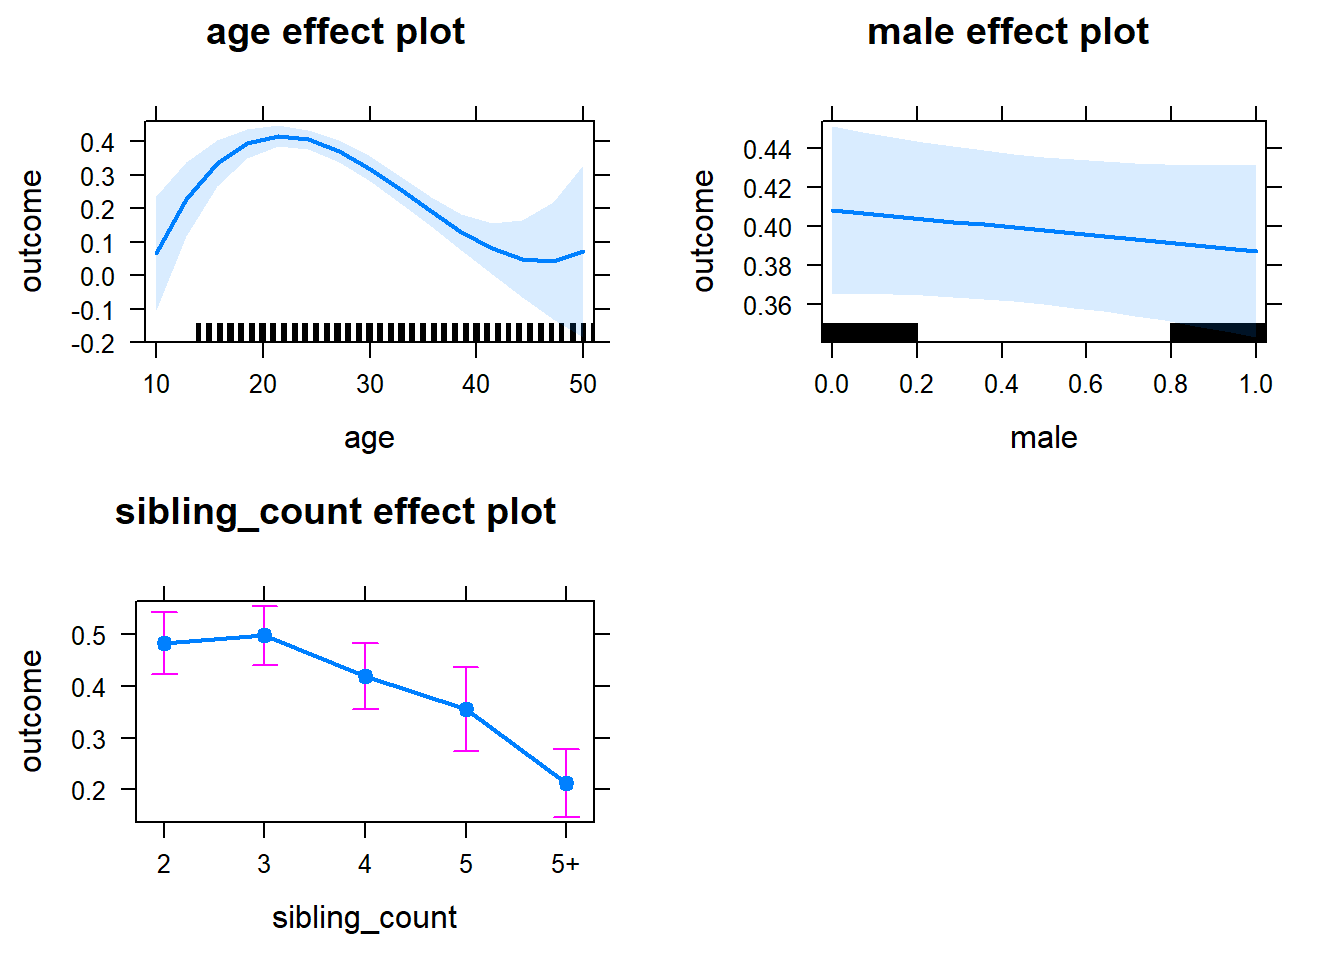 age effect plot
outcome
0.4
0.3
0.2
0.1
0.0
-0.1
-0.2
10 20 30 40 50
age
male effect plot
outcome
0.44
0.42
0.40
0.38
0.36
0.0 0.2 0.4 0.6 0.8 1.0
male
sibling_count effect plot
outcome
0.5
0.4
0.3
0.2
2 3 4 5 5+
sibling_count